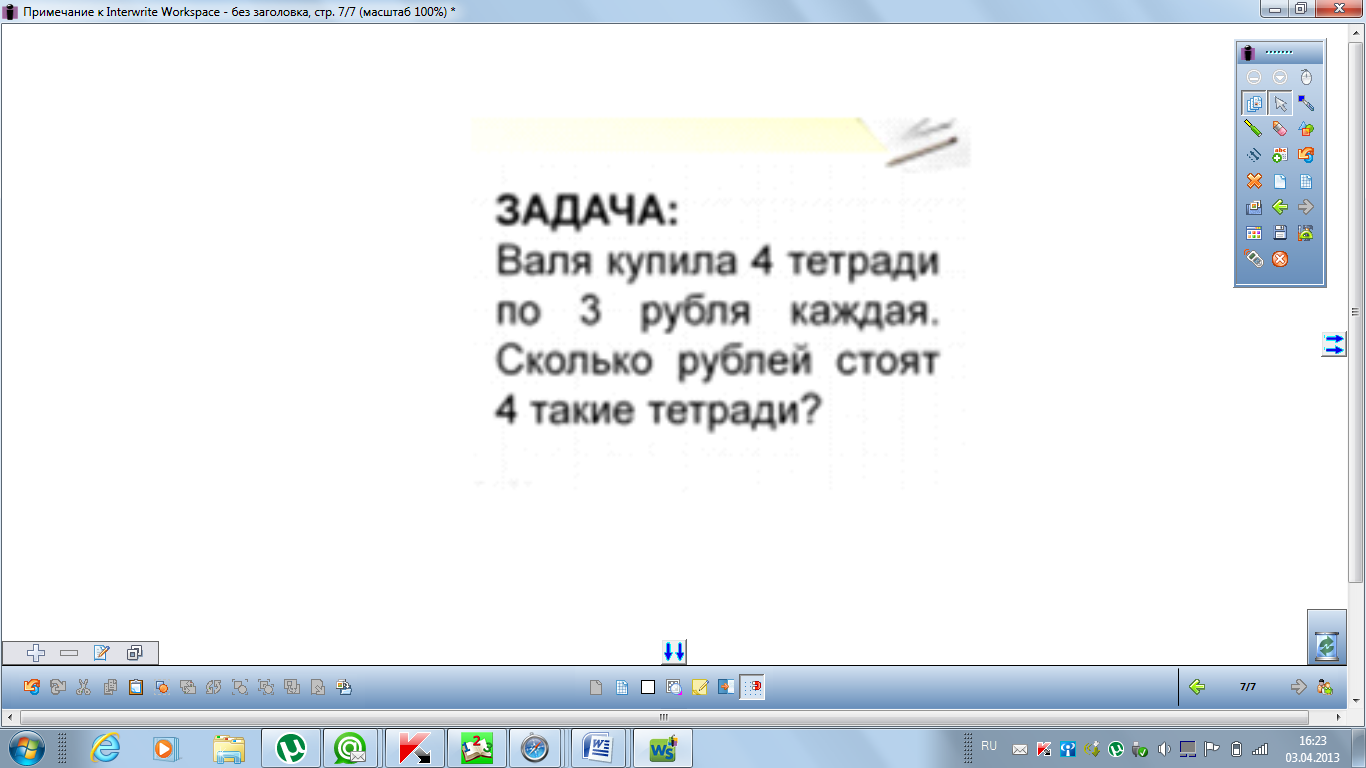 Примечание к Interwrite Workspace - без заголовка, стр. 7/7 (масштаб 100%) *
ЗАДАЧА:
Валя купила 4 тетради
по 3 рубля каждая.
Сколько рублей стоят
4 такие тетради?
7/7
RU
16:23
03.04.2013